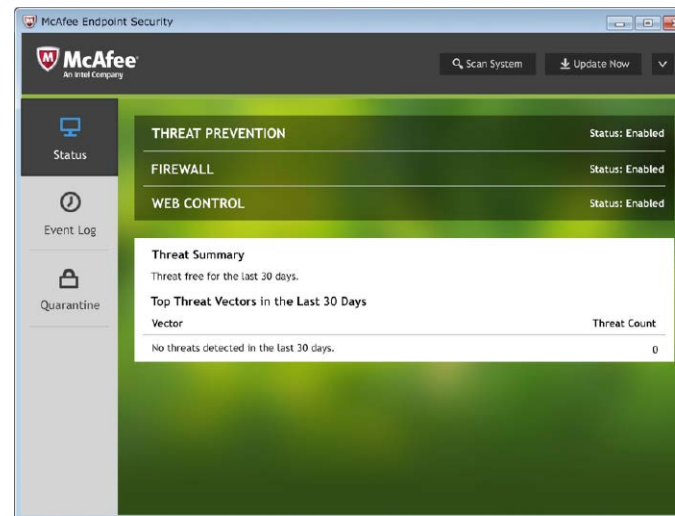 McAfee Endpoint Security
McAfee
An Intel Company
Scan System
Update Now
Status
Event Log
Quarantine
THREAT PREVENTION Status: Enabled
FIREWALL Status: Enabled
WEB CONTROL Status: Enabled
Threat Summary
Threat free for the last 30 days.
Top Threat Vectors in the Last 30 Days
Vector Threat Count
No threats detected in the last 30 days. 0